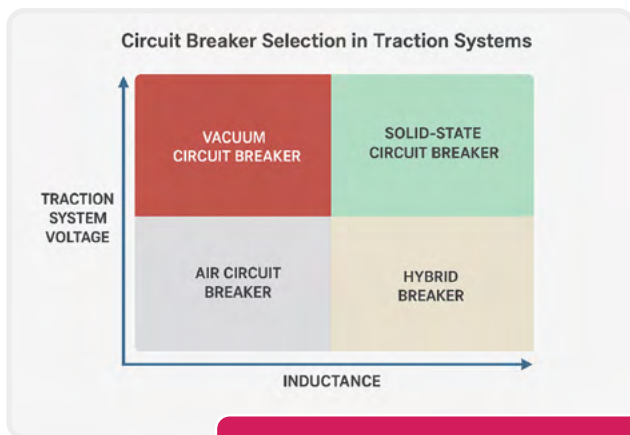 Circuit Breaker Selection in Traction Systems
VACUUM
CIRCUIT BREAKER
SOLID-STATE
CIRCUIT BREAKER
TRACTION
SYSTEM
VOLTAGE
AIR CIRCUIT
BREAKER
HYBRID
BREAKER
INDUCTANCE